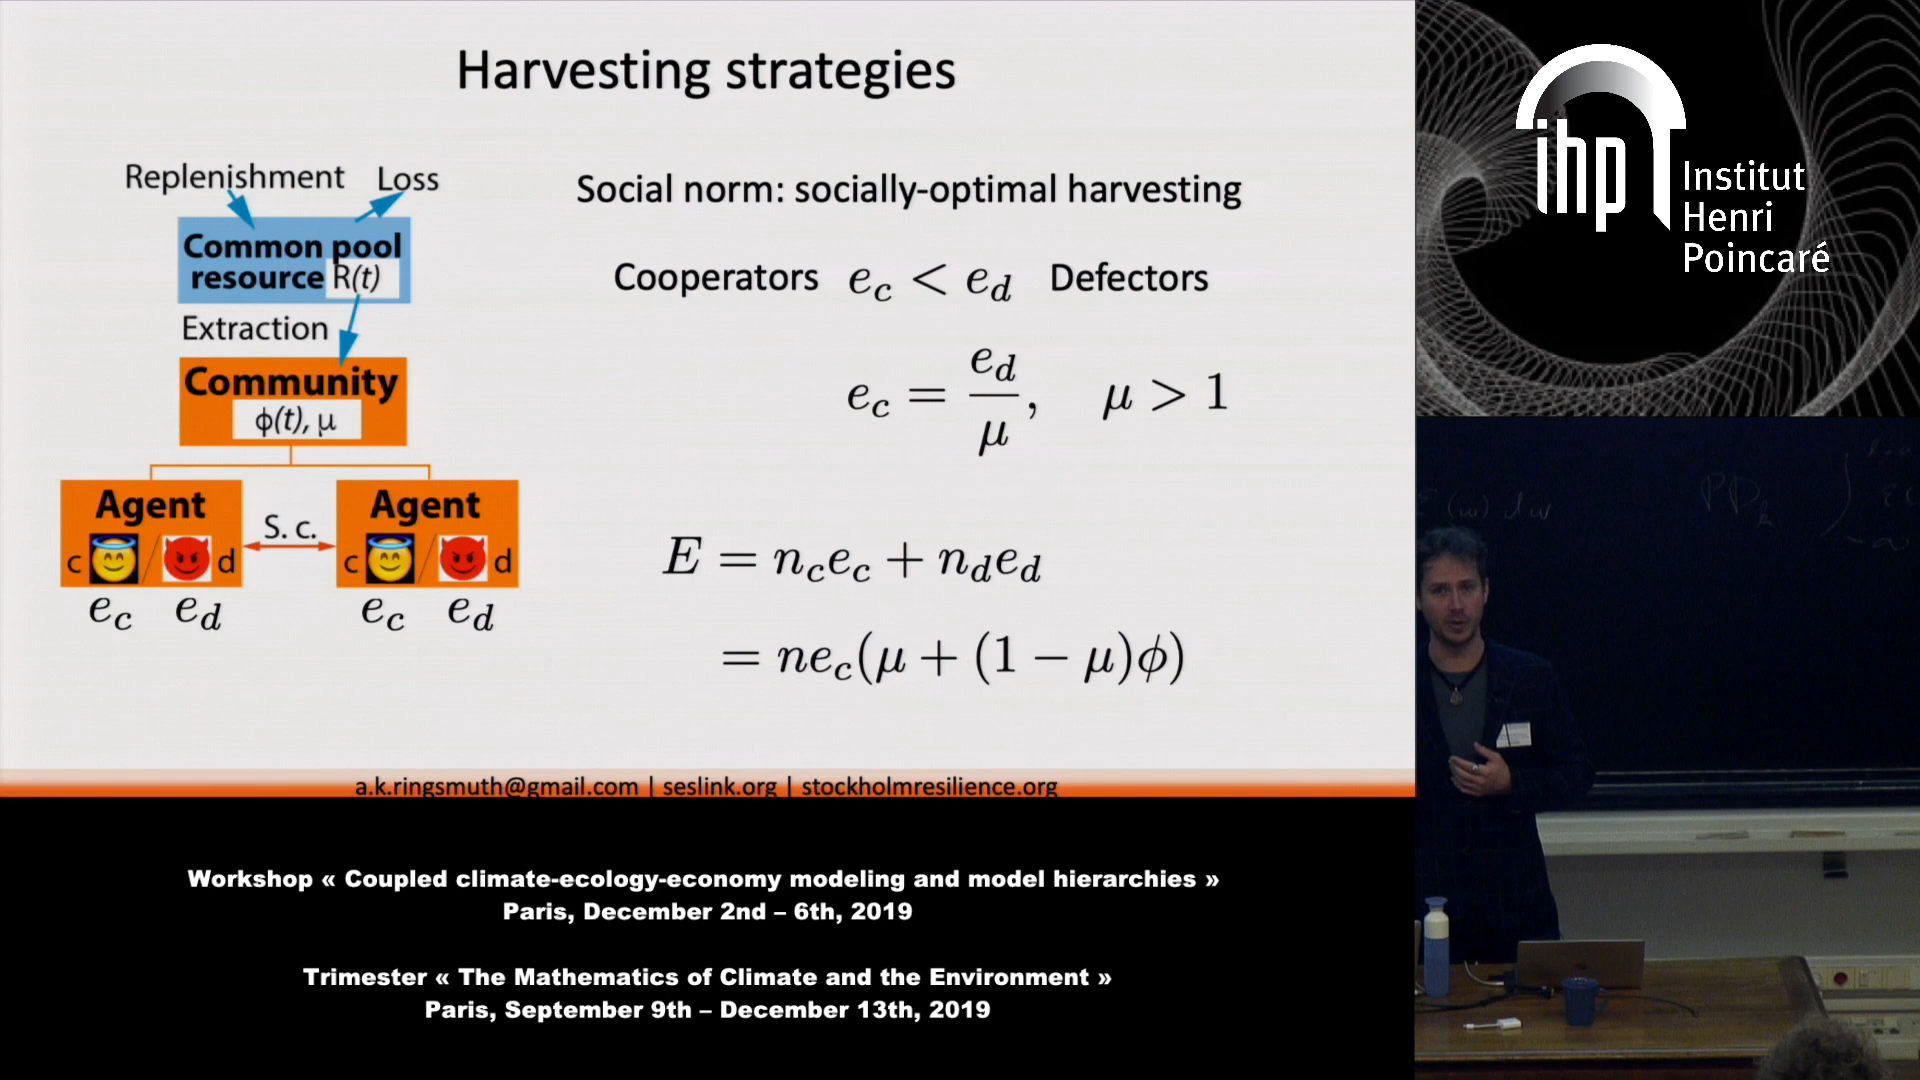 Harvesting strategies
Replenishment Loss
Common pool
resource R(t)
Extraction
Community
ϕ(t), μ
Agent Agent
S. c.
c / d c / d
e_c e_d e_c e_d
Social norm: socially-optimal harvesting
Cooperators e_c < e_d Defectors
e_c = e_d/μ, μ > 1
E = n_c e_c + n_d e_d
= ne_c(μ + (1 − μ)ϕ)
a.k.ringsmuth@gmail.com | seslink.org | stockholmresilience.org
Workshop « Coupled climate-ecology-economy modeling and model hierarchies »
Paris, December 2nd – 6th, 2019
Trimester « The Mathematics of Climate and the Environment »
Paris, September 9th – December 13th, 2019
ihp
Institut
Henri
Poincaré